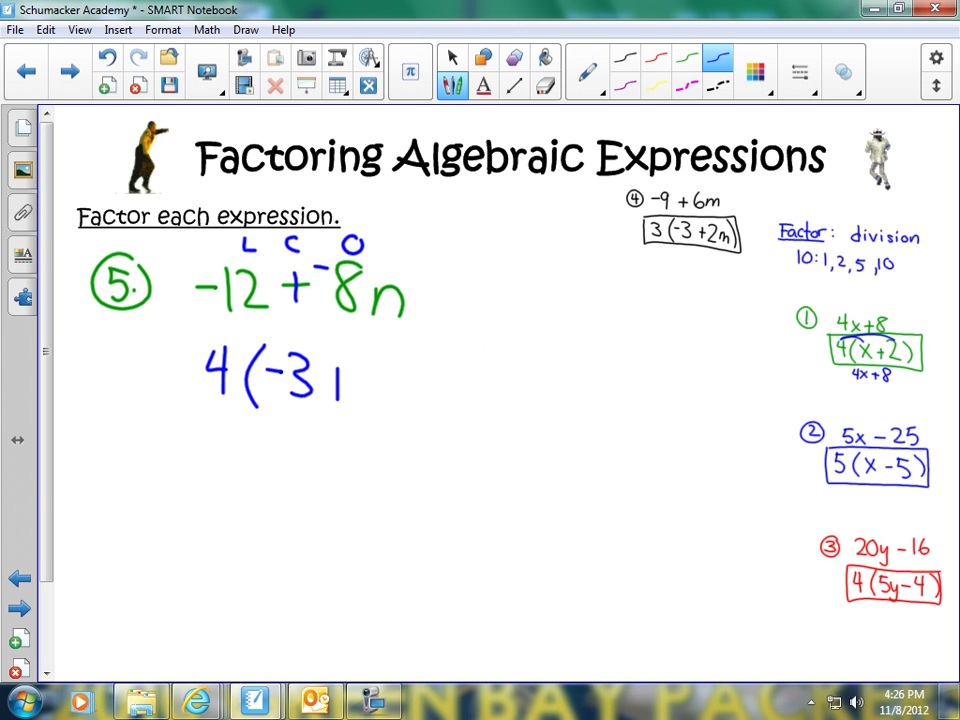 Schumacker Academy * - SMART Notebook
File Edit View Insert Format Math Draw Help
π
A
Factoring Algebraic Expressions
Factor each expression.
L C O
5. -12 + -8n
4(-3
④ -9 + 6m
3(-3+2m)
Factor: division
10: 1, 2, 5, 10
① 4x+8
4(x+2)
4x+8
② 5x - 25
5(x-5)
③ 20y - 16
4(5y-4)
4:26 PM
11/8/2012